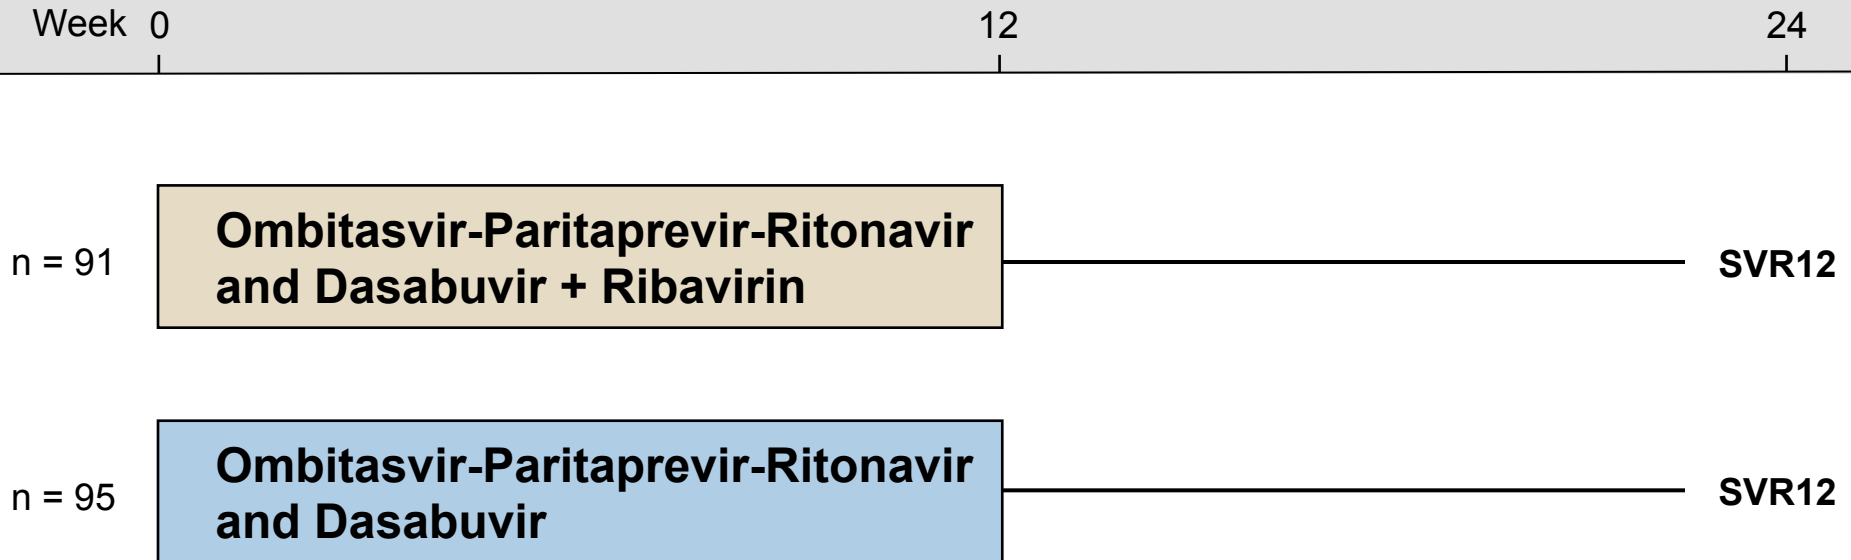 Week 0 12 24
Ombitasvir-Paritaprevir-Ritonavir
and Dasabuvir + Ribavirin
n = 91
SVR12
Ombitasvir-Paritaprevir-Ritonavir
and Dasabuvir
n = 95
SVR12